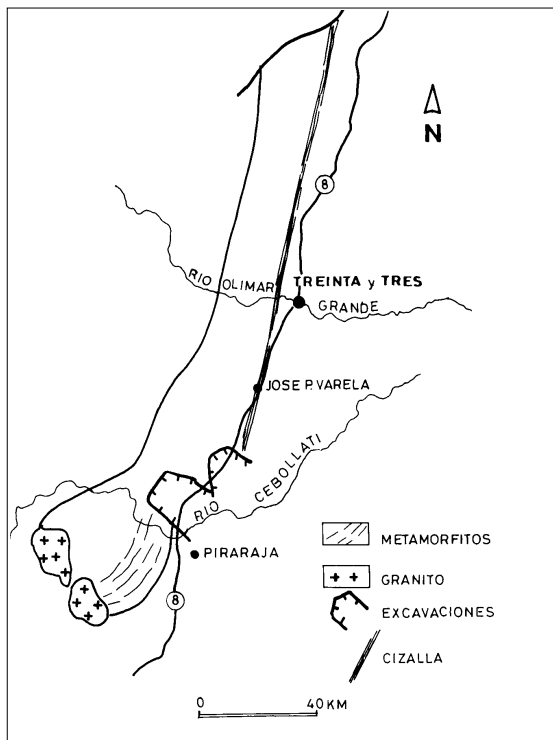 N
8
RIO OLIMAR
TREINTA y TRES
GRANDE
JOSE P. VARELA
RIO CEBOLLATI
PIRARAJA
8
METAMORFITOS
GRANITO
EXCAVACIONES
CIZALLA
0 40 KM